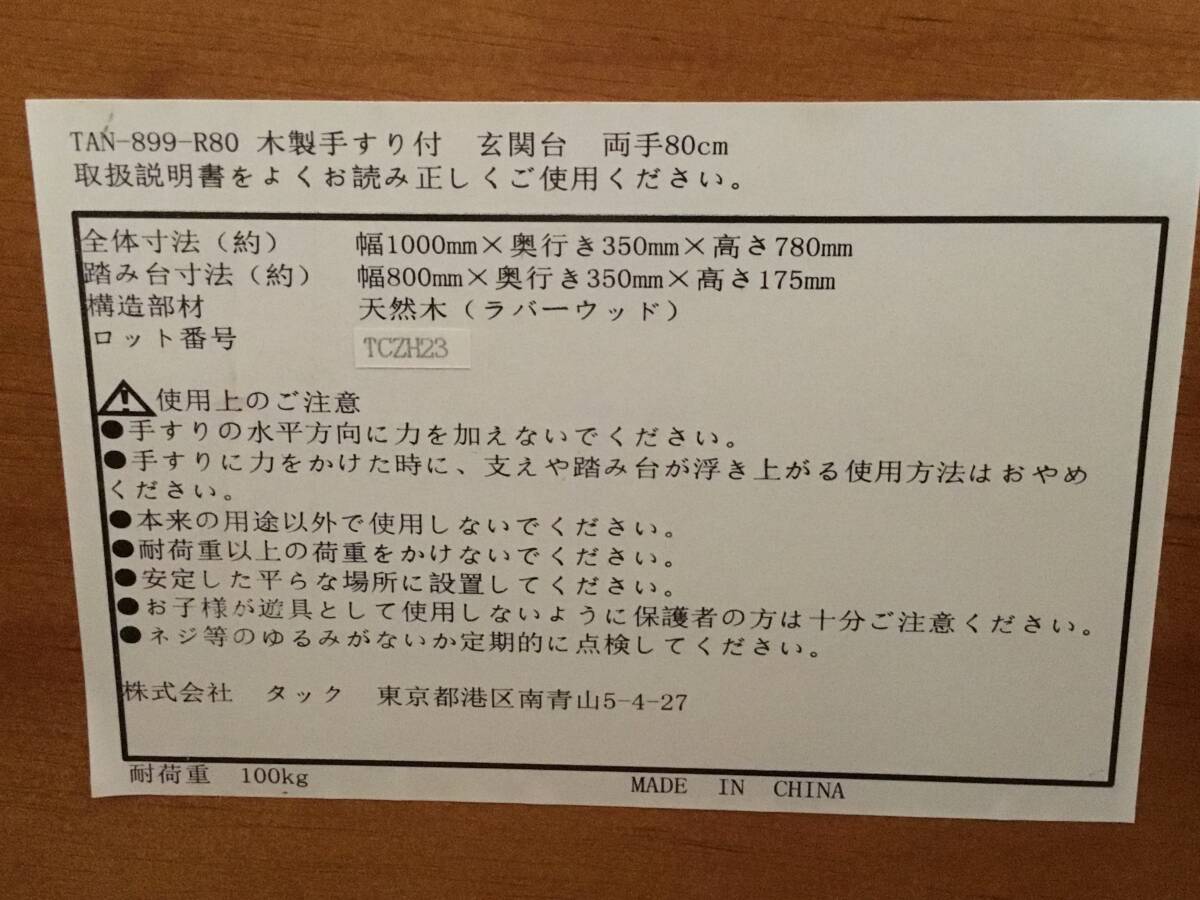 TAN-899-R80 木製手すり付　玄関台　両手80cm
取扱説明書をよくお読み正しくご使用ください。
全体寸法（約）　幅1000mm×奥行き350mm×高さ780mm
踏み台寸法（約）　幅800mm×奥行き350mm×高さ175mm
構造部材　天然木（ラバーウッド）
ロット番号　TCZH23
使用上のご注意
●手すりの水平方向に力を加えないでください。
●手すりに力をかけた時に、支えや踏み台が浮き上がる使用方法はおやめ
ください。
●本来の用途以外で使用しないでください。
●耐荷重以上の荷重をかけないでください。
●安定した平らな場所に設置してください。
●お子様が遊具として使用しないように保護者の方は十分ご注意ください。
●ネジ等のゆるみがないか定期的に点検してください。
株式会社　タック　東京都港区南青山5-4-27
耐荷重　100kg　MADE IN CHINA